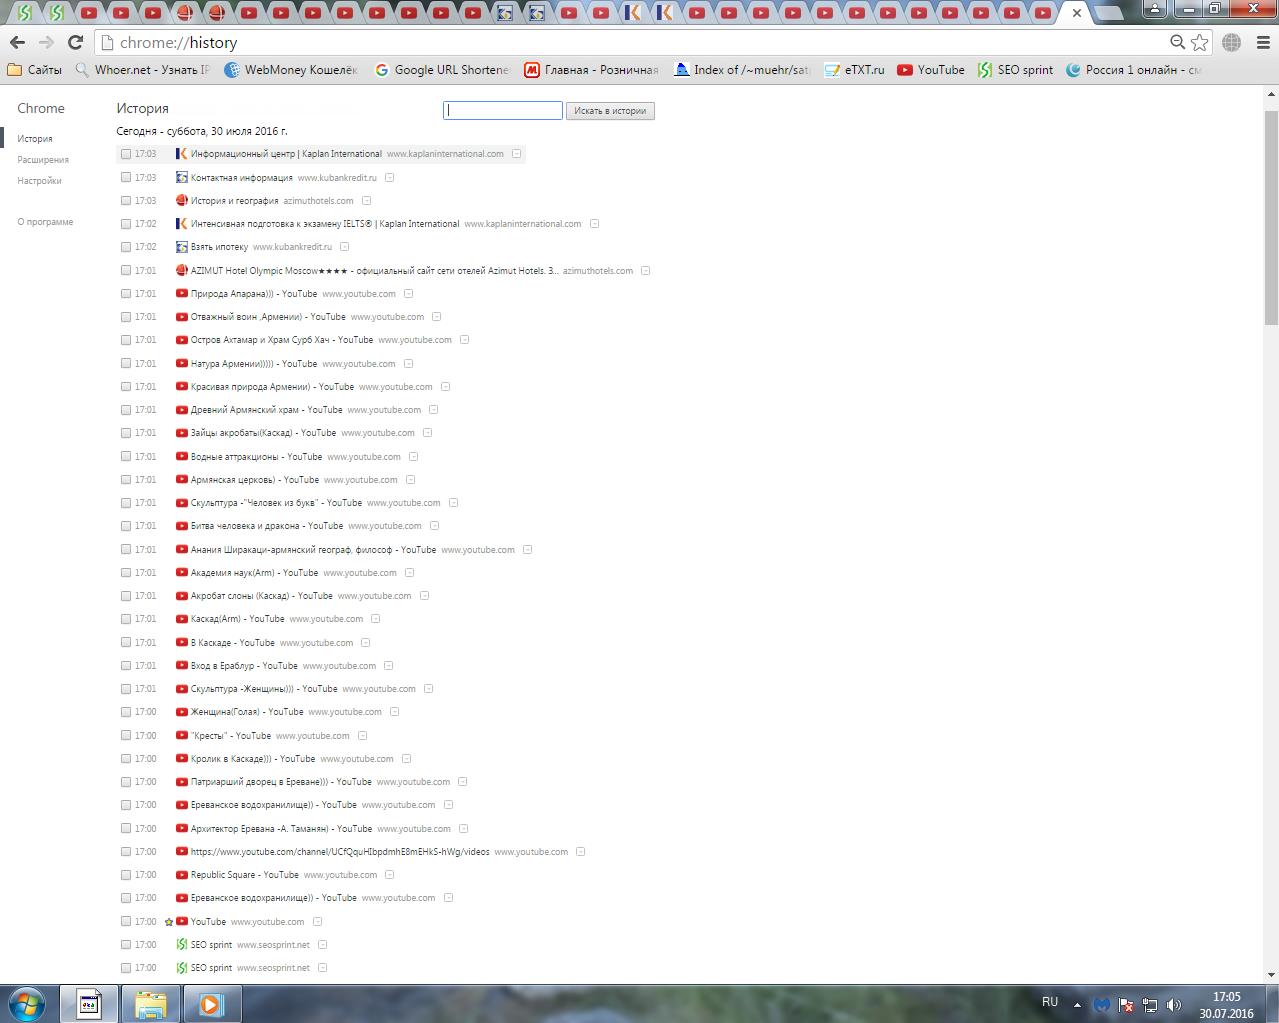 chrome://history
Сайты
Whoer.net - Узнать IP
WebMoney Кошелёк
Google URL Shortene
Главная - Розничная
Index of /~muehr/sat
eTXT.ru
YouTube
SEO sprint
Россия 1 онлайн - см
Chrome
История
Расширения
Настройки
О программе
История
Искать в истории
Сегодня - суббота, 30 июля 2016 г.
17:03 Информационный центр | Kaplan International www.kaplaninternational.com
17:03 Контактная информация www.kubankredit.ru
17:03 История и география azimuthotels.com
17:02 Интенсивная подготовка к экзамену IELTS® | Kaplan International www.kaplaninternational.com
17:02 Взять ипотеку www.kubankredit.ru
17:01 AZIMUT Hotel Olympic Moscow★★★★ - официальный сайт сети отелей Azimut Hotels. З... azimuthotels.com
17:01 Природа Апарана))) - YouTube www.youtube.com
17:01 Отважный воин ,Армении) - YouTube www.youtube.com
17:01 Остров Ахтамар и Храм Сурб Хач - YouTube www.youtube.com
17:01 Натура Армении))))) - YouTube www.youtube.com
17:01 Красивая природа Армении) - YouTube www.youtube.com
17:01 Древний Армянский храм - YouTube www.youtube.com
17:01 Зайцы акробаты(Каскад) - YouTube www.youtube.com
17:01 Водные аттракционы - YouTube www.youtube.com
17:01 Армянская церковь) - YouTube www.youtube.com
17:01 Скульптура -"Человек из букв" - YouTube www.youtube.com
17:01 Битва человека и дракона - YouTube www.youtube.com
17:01 Анания Ширакаци-армянский географ, философ - YouTube www.youtube.com
17:01 Академия наук(Arm) - YouTube www.youtube.com
17:01 Акробат слоны (Каскад) - YouTube www.youtube.com
17:01 Каскад(Arm) - YouTube www.youtube.com
17:01 В Каскаде - YouTube www.youtube.com
17:01 Вход в Ераблур - YouTube www.youtube.com
17:01 Скульптура -Женщины))) - YouTube www.youtube.com
17:00 Женщина(Голая) - YouTube www.youtube.com
17:00 "Кресты" - YouTube www.youtube.com
17:00 Кролик в Каскаде))) - YouTube www.youtube.com
17:00 Патриарший дворец в Ереване))) - YouTube www.youtube.com
17:00 Ереванское водохранилище)) - YouTube www.youtube.com
17:00 Архитектор Еревана -А. Таманян) - YouTube www.youtube.com
17:00 https://www.youtube.com/channel/UCfQquHIbpdmhE8mEHkS-hWg/videos www.youtube.com
17:00 Republic Square - YouTube www.youtube.com
17:00 Ереванское водохранилище)) - YouTube www.youtube.com
17:00 YouTube www.youtube.com
17:00 SEO sprint www.seosprint.net
17:00 SEO sprint www.seosprint.net
RU
17:05
30.07.2016